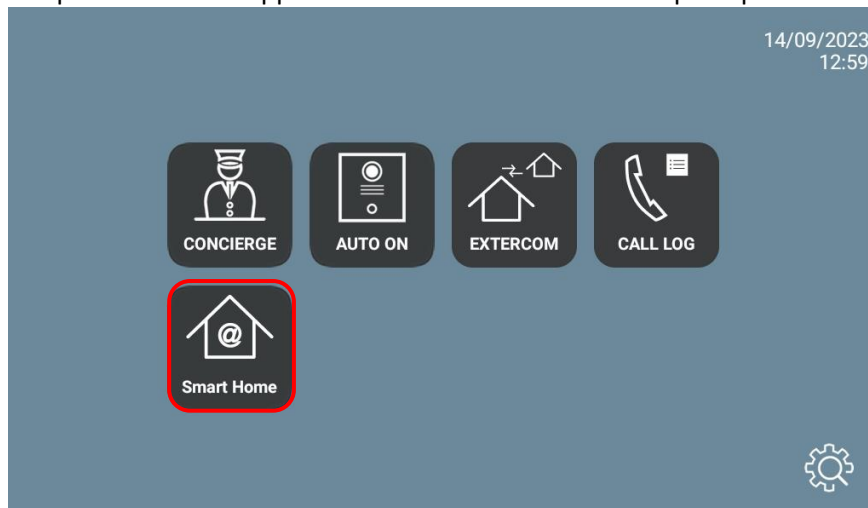 14/09/2023
12:59
CONCIERGE
AUTO ON
EXTERCOM
CALL LOG
@
Smart Home